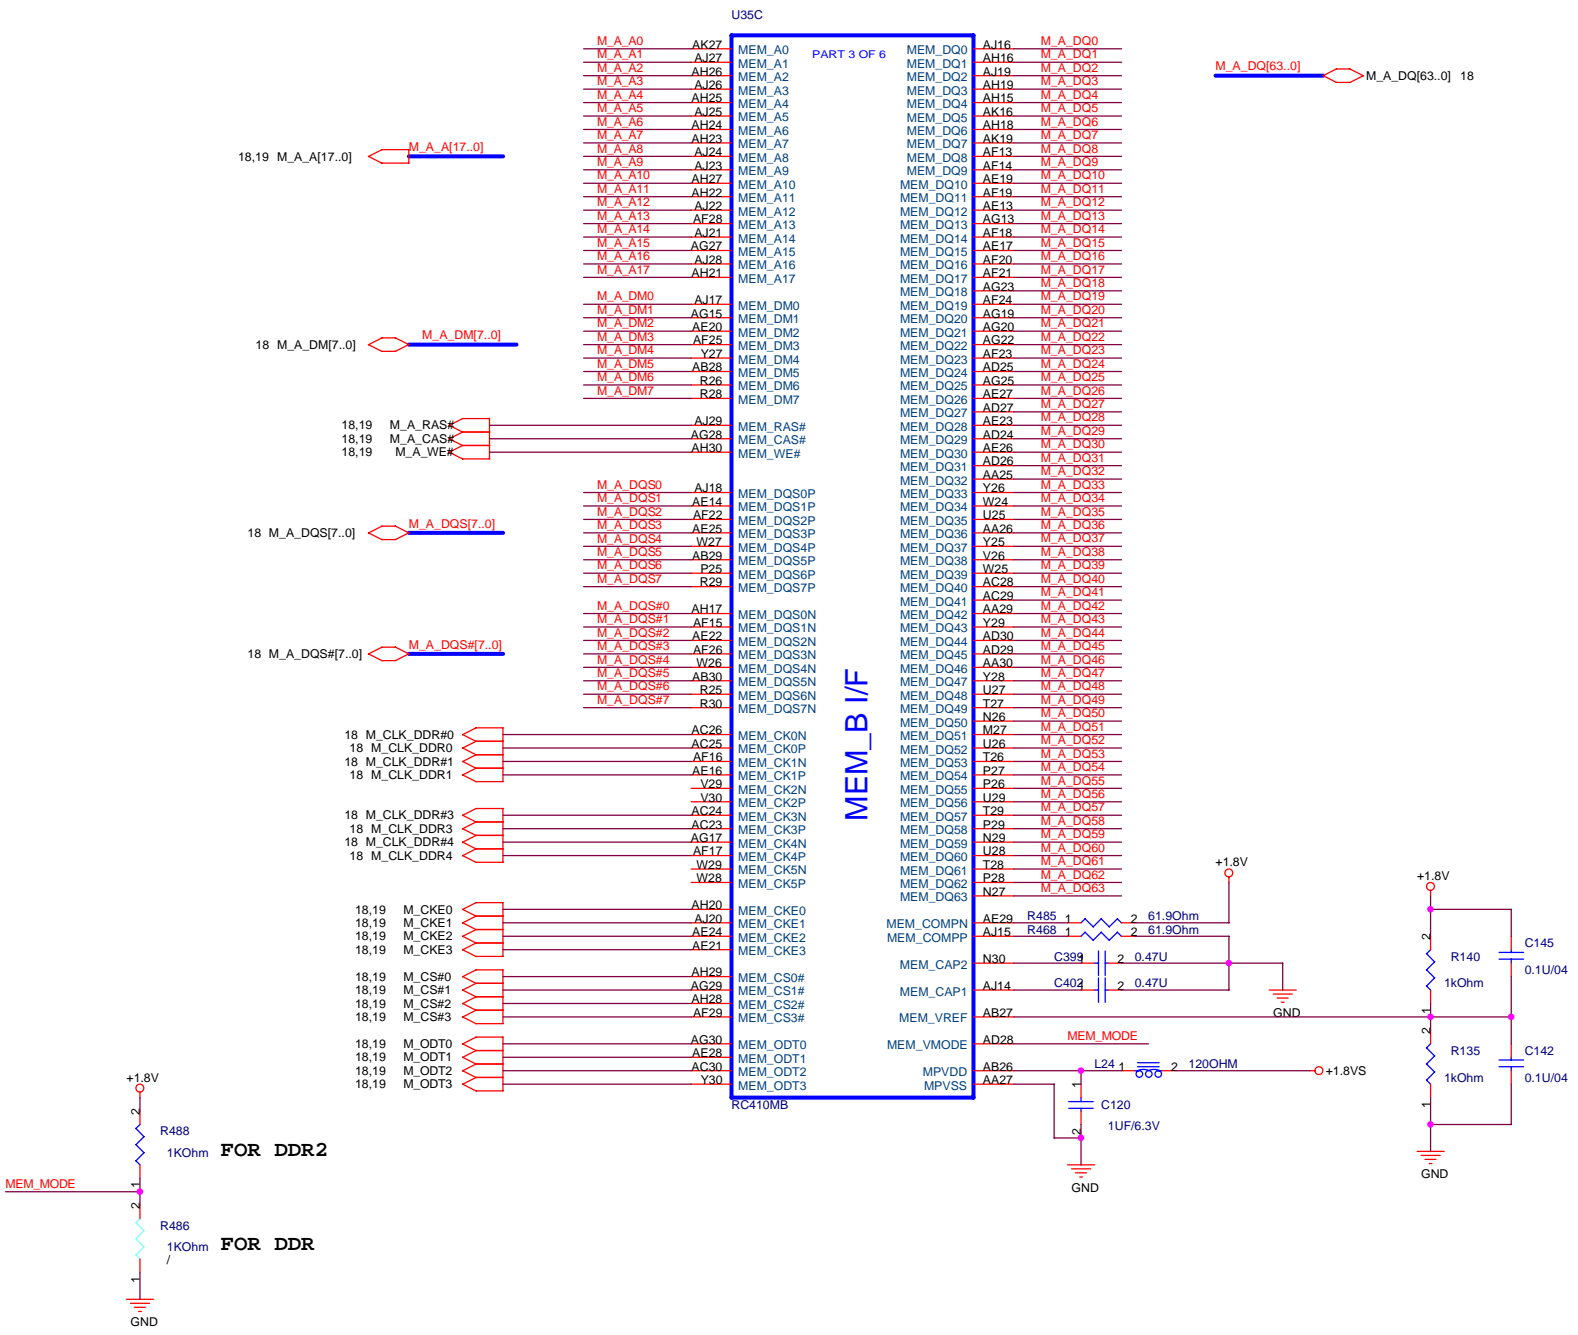 U35C
PART 3 OF 6
M_A_A0 AK27 MEM_A0
M_A_A1 AJ27 MEM_A1
M_A_A2 AH26 MEM_A2
M_A_A3 AJ26 MEM_A3
M_A_A4 AH25 MEM_A4
M_A_A5 AJ25 MEM_A5
M_A_A6 AH24 MEM_A6
M_A_A7 AH23 MEM_A7
M_A_A8 AJ24 MEM_A8
M_A_A9 AJ23 MEM_A9
M_A_A10 AH27 MEM_A10
M_A_A11 AH22 MEM_A11
M_A_A12 AJ22 MEM_A12
M_A_A13 AF28 MEM_A13
M_A_A14 AJ21 MEM_A14
M_A_A15 AG27 MEM_A15
M_A_A16 AJ28 MEM_A16
M_A_A17 AH21 MEM_A17
18,19 M_A_A[17..0] M_A_A[17..0]
M_A_DM0 AJ17 MEM_DM0
M_A_DM1 AG15 MEM_DM1
M_A_DM2 AE20 MEM_DM2
M_A_DM3 AF25 MEM_DM3
M_A_DM4 Y27 MEM_DM4
M_A_DM5 AB28 MEM_DM5
M_A_DM6 R26 MEM_DM6
M_A_DM7 R28 MEM_DM7
18 M_A_DM[7..0] M_A_DM[7..0]
18,19 M_A_RAS# AJ29 MEM_RAS#
18,19 M_A_CAS# AG28 MEM_CAS#
18,19 M_A_WE# AH30 MEM_WE#
M_A_DQS0 AJ18 MEM_DQS0P
M_A_DQS1 AE14 MEM_DQS1P
M_A_DQS2 AF22 MEM_DQS2P
M_A_DQS3 AE25 MEM_DQS3P
M_A_DQS4 W27 MEM_DQS4P
M_A_DQS5 AB29 MEM_DQS5P
M_A_DQS6 P25 MEM_DQS6P
M_A_DQS7 R29 MEM_DQS7P
18 M_A_DQS[7..0] M_A_DQS[7..0]
M_A_DQS#0 AH17 MEM_DQS0N
M_A_DQS#1 AF15 MEM_DQS1N
M_A_DQS#2 AE22 MEM_DQS2N
M_A_DQS#3 AF26 MEM_DQS3N
M_A_DQS#4 W26 MEM_DQS4N
M_A_DQS#5 AB30 MEM_DQS5N
M_A_DQS#6 R25 MEM_DQS6N
M_A_DQS#7 R30 MEM_DQS7N
18 M_A_DQS#[7..0] M_A_DQS#[7..0]
18 M_CLK_DDR#0 AC26 MEM_CK0N
18 M_CLK_DDR0 AC25 MEM_CK0P
18 M_CLK_DDR#1 AF16 MEM_CK1N
18 M_CLK_DDR1 AE16 MEM_CK1P
V29 MEM_CK2N
V30 MEM_CK2P
18 M_CLK_DDR#3 AC24 MEM_CK3N
18 M_CLK_DDR3 AC23 MEM_CK3P
18 M_CLK_DDR#4 AG17 MEM_CK4N
18 M_CLK_DDR4 AF17 MEM_CK4P
W29 MEM_CK5N
W28 MEM_CK5P
18,19 M_CKE0 AH20 MEM_CKE0
18,19 M_CKE1 AJ20 MEM_CKE1
18,19 M_CKE2 AE24 MEM_CKE2
18,19 M_CKE3 AE21 MEM_CKE3
18,19 M_CS#0 AH29 MEM_CS0#
18,19 M_CS#1 AG29 MEM_CS1#
18,19 M_CS#2 AH28 MEM_CS2#
18,19 M_CS#3 AF29 MEM_CS3#
18,19 M_ODT0 AG30 MEM_ODT0
18,19 M_ODT1 AE28 MEM_ODT1
18,19 M_ODT2 AC30 MEM_ODT2
18,19 M_ODT3 Y30 MEM_ODT3
RC410MB
MEM_B I/F
MEM_DQ0 AJ16 M_A_DQ0
MEM_DQ1 AH16 M_A_DQ1
MEM_DQ2 AJ19 M_A_DQ2
MEM_DQ3 AH19 M_A_DQ3
MEM_DQ4 AH15 M_A_DQ4
MEM_DQ5 AK16 M_A_DQ5
MEM_DQ6 AH18 M_A_DQ6
MEM_DQ7 AK19 M_A_DQ7
MEM_DQ8 AF13 M_A_DQ8
MEM_DQ9 AF14 M_A_DQ9
MEM_DQ10 AE19 M_A_DQ10
MEM_DQ11 AF19 M_A_DQ11
MEM_DQ12 AE13 M_A_DQ12
MEM_DQ13 AG13 M_A_DQ13
MEM_DQ14 AF18 M_A_DQ14
MEM_DQ15 AE17 M_A_DQ15
MEM_DQ16 AF20 M_A_DQ16
MEM_DQ17 AF21 M_A_DQ17
MEM_DQ18 AG23 M_A_DQ18
MEM_DQ19 AF24 M_A_DQ19
MEM_DQ20 AG19 M_A_DQ20
MEM_DQ21 AG20 M_A_DQ21
MEM_DQ22 AG22 M_A_DQ22
MEM_DQ23 AF23 M_A_DQ23
MEM_DQ24 AD25 M_A_DQ24
MEM_DQ25 AG25 M_A_DQ25
MEM_DQ26 AE27 M_A_DQ26
MEM_DQ27 AD27 M_A_DQ27
MEM_DQ28 AE23 M_A_DQ28
MEM_DQ29 AD24 M_A_DQ29
MEM_DQ30 AE26 M_A_DQ30
MEM_DQ31 AD26 M_A_DQ31
MEM_DQ32 AA25 M_A_DQ32
MEM_DQ33 Y26 M_A_DQ33
MEM_DQ34 W24 M_A_DQ34
MEM_DQ35 U25 M_A_DQ35
MEM_DQ36 AA26 M_A_DQ36
MEM_DQ37 Y25 M_A_DQ37
MEM_DQ38 V26 M_A_DQ38
MEM_DQ39 W25 M_A_DQ39
MEM_DQ40 AC28 M_A_DQ40
MEM_DQ41 AC29 M_A_DQ41
MEM_DQ42 AA29 M_A_DQ42
MEM_DQ43 Y29 M_A_DQ43
MEM_DQ44 AD30 M_A_DQ44
MEM_DQ45 AD29 M_A_DQ45
MEM_DQ46 AA30 M_A_DQ46
MEM_DQ47 Y28 M_A_DQ47
MEM_DQ48 U27 M_A_DQ48
MEM_DQ49 T27 M_A_DQ49
MEM_DQ50 N26 M_A_DQ50
MEM_DQ51 M27 M_A_DQ51
MEM_DQ52 U26 M_A_DQ52
MEM_DQ53 T26 M_A_DQ53
MEM_DQ54 P27 M_A_DQ54
MEM_DQ55 P26 M_A_DQ55
MEM_DQ56 U29 M_A_DQ56
MEM_DQ57 T29 M_A_DQ57
MEM_DQ58 P29 M_A_DQ58
MEM_DQ59 N29 M_A_DQ59
MEM_DQ60 U28 M_A_DQ60
MEM_DQ61 T28 M_A_DQ61
MEM_DQ62 P28 M_A_DQ62
MEM_DQ63 N27 M_A_DQ63
M_A_DQ[63..0] M_A_DQ[63..0] 18
MEM_COMPN AE29 R485 1 2 61.9Ohm
MEM_COMPP AJ15 R468 1 2 61.9Ohm
MEM_CAP2 N30 C399 1 2 0.47U
MEM_CAP1 AJ14 C402 1 2 0.47U
MEM_VREF AB27
MEM_VMODE AD28 MEM_MODE
MPVDD AB26 L24 1 2 120OHM +1.8VS
MPVSS AA27
1 C120
1UF/6.3V
2
GND
+1.8V
GND
+1.8V
2 R140
1kOhm
1
C145
0.1U/04
2 R135
1kOhm
1
C142
0.1U/04
GND
+1.8V
2
R488
1KOhm FOR DDR2
1
MEM_MODE
2
R486
1KOhm FOR DDR
/
1
GND